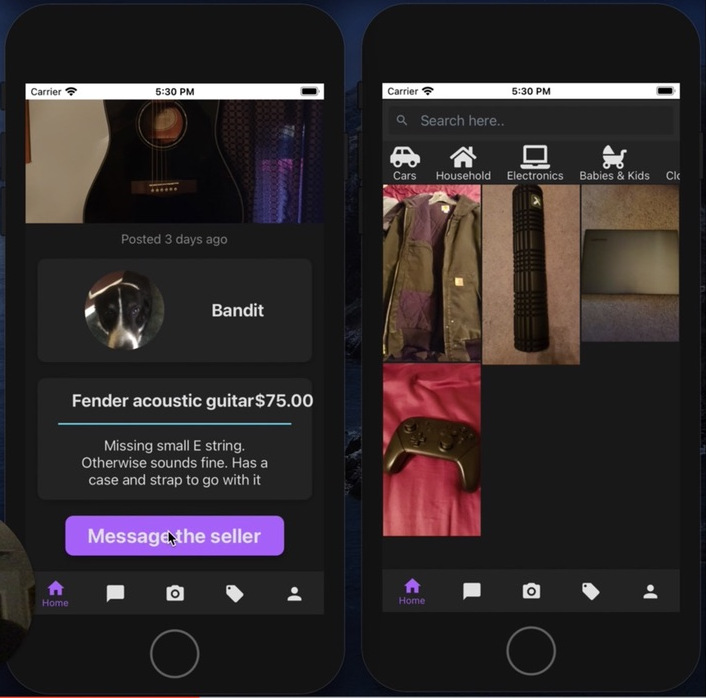 Carrier 5:30 PM
Posted 3 days ago
Bandit
Fender acoustic guitar$75.00
Missing small E string.
Otherwise sounds fine. Has a
case and strap to go with it
Message the seller
Home
Carrier 5:30 PM
Search here..
Cars Household Electronics Babies & Kids Clo
Home